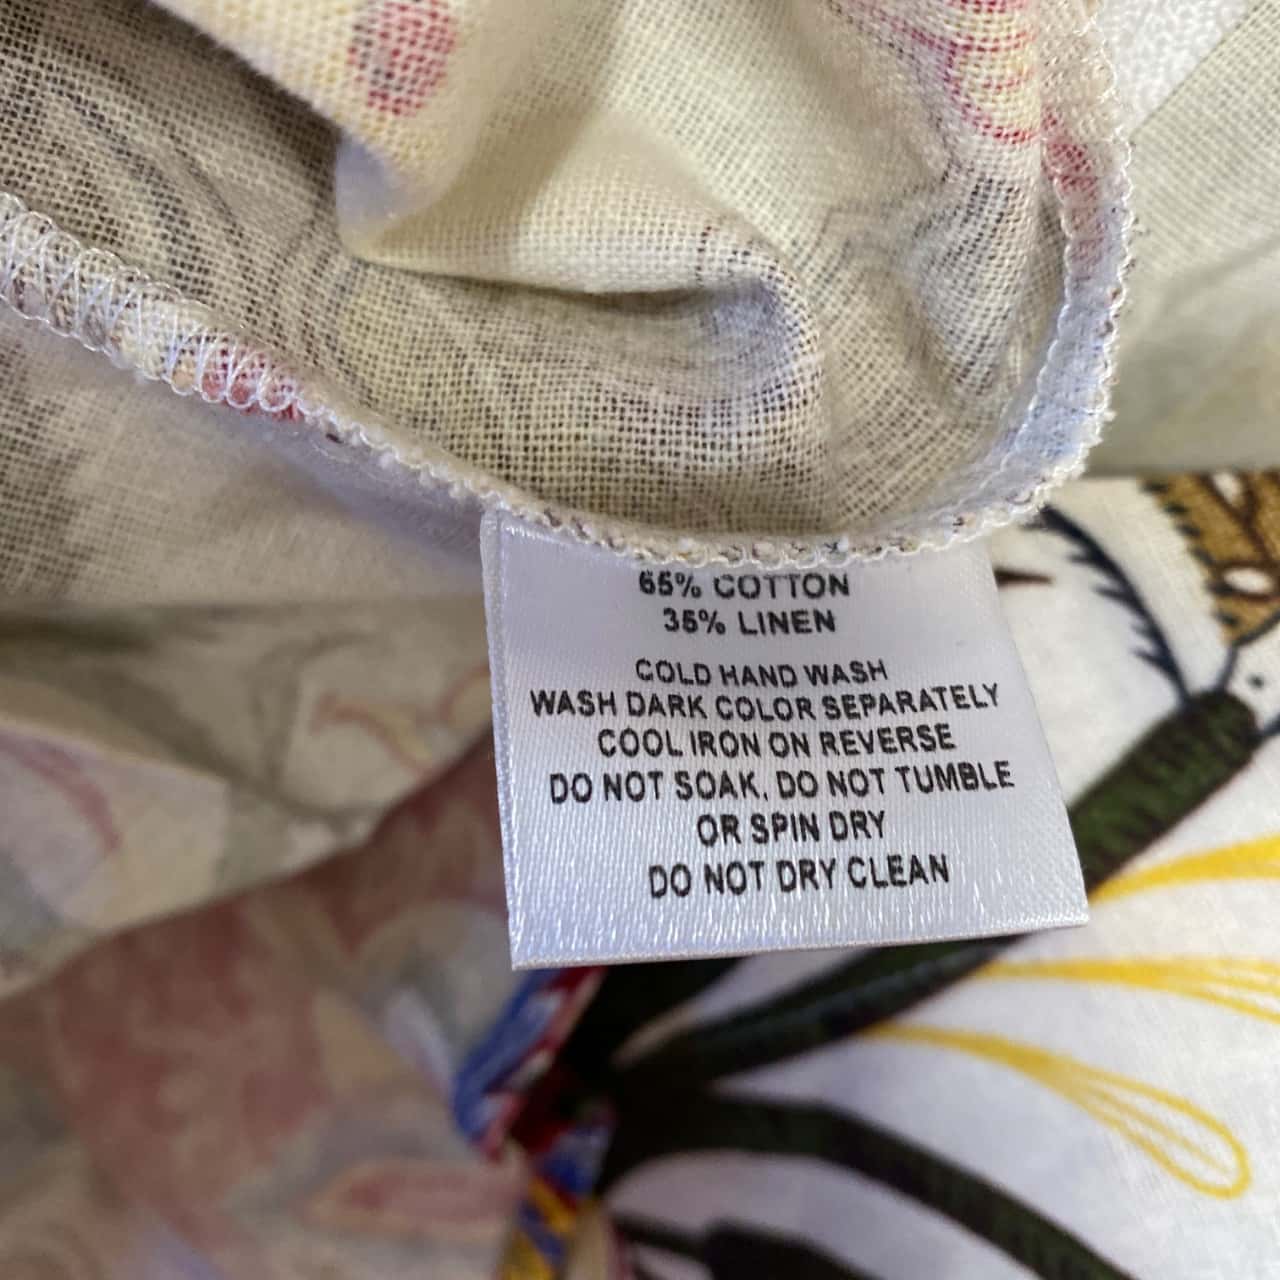 65% COTTON
35% LINEN
COLD HAND WASH
WASH DARK COLOR SEPARATELY
COOL IRON ON REVERSE
DO NOT SOAK, DO NOT TUMBLE
OR SPIN DRY
DO NOT DRY CLEAN